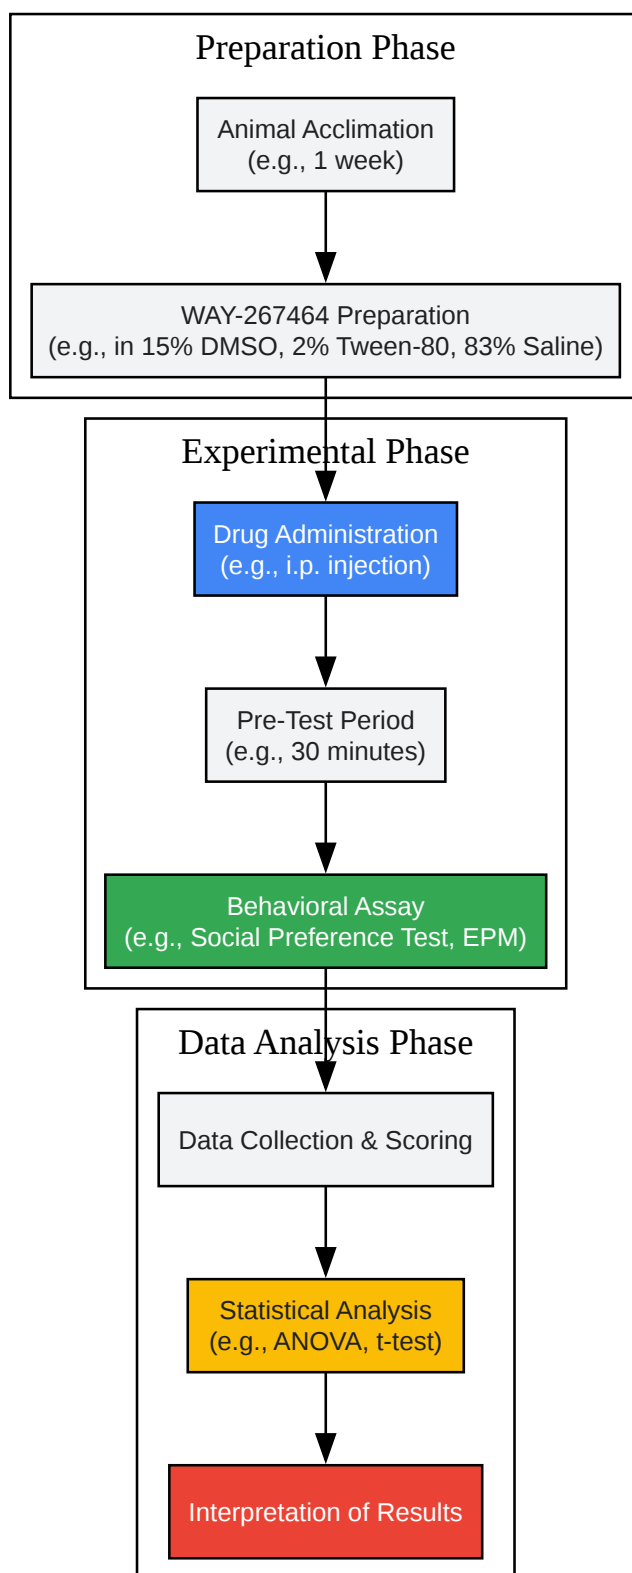 Preparation Phase
Animal Acclimation
(e.g., 1 week)
WAY-267464 Preparation
(e.g., in 15% DMSO, 2% Tween-80, 83% Saline)
Experimental Phase
Drug Administration
(e.g., i.p. injection)
Pre-Test Period
(e.g., 30 minutes)
Behavioral Assay
(e.g., Social Preference Test, EPM)
Data Analysis Phase
Data Collection & Scoring
Statistical Analysis
(e.g., ANOVA, t-test)
Interpretation of Results